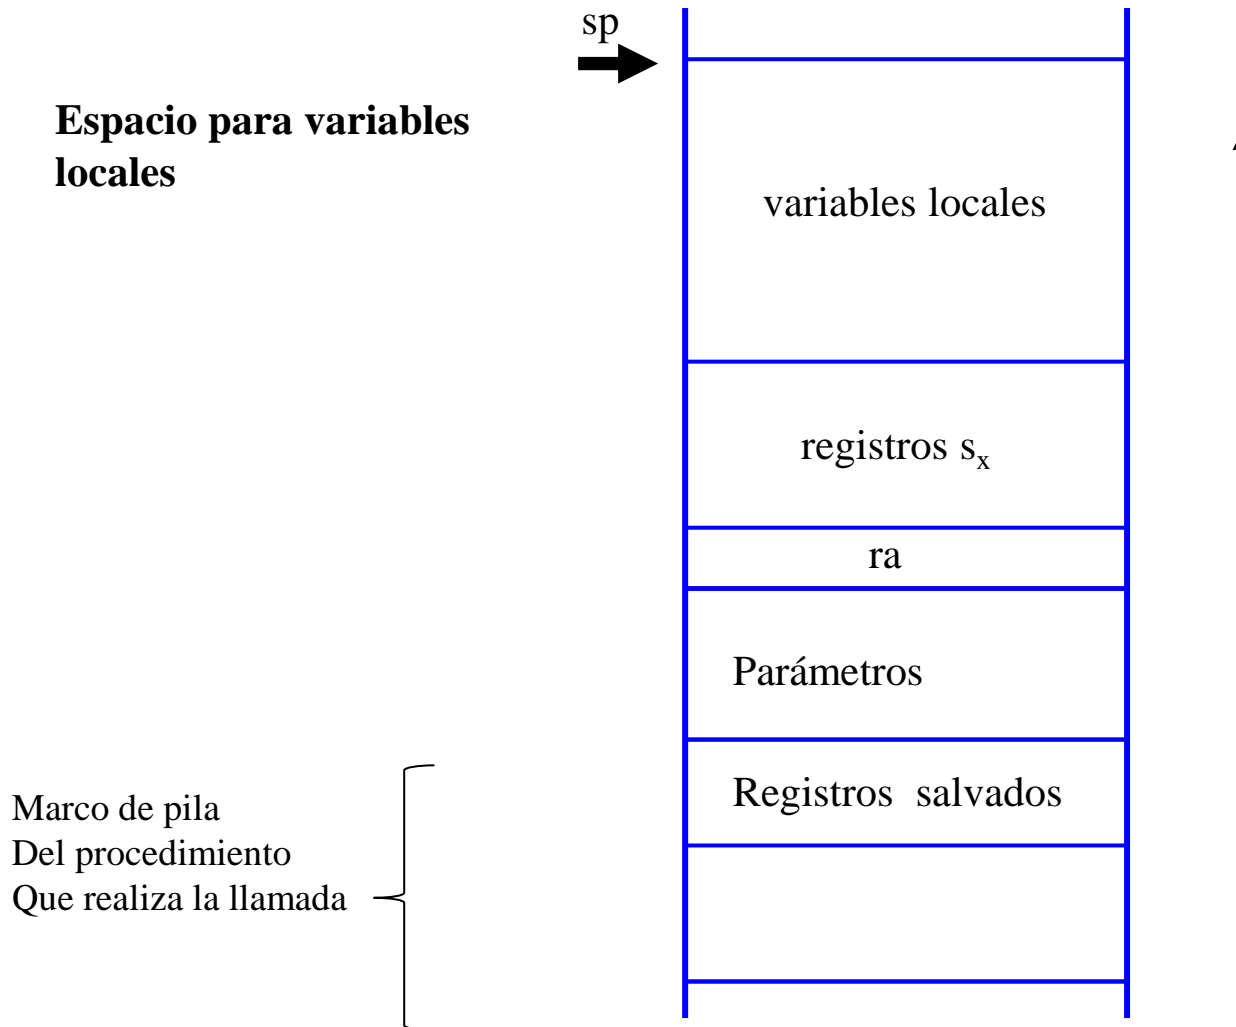 sp
Espacio para variables
locales
variables locales
registros sx
ra
Parámetros
Registros salvados
Marco de pila
Del procedimiento
Que realiza la llamada